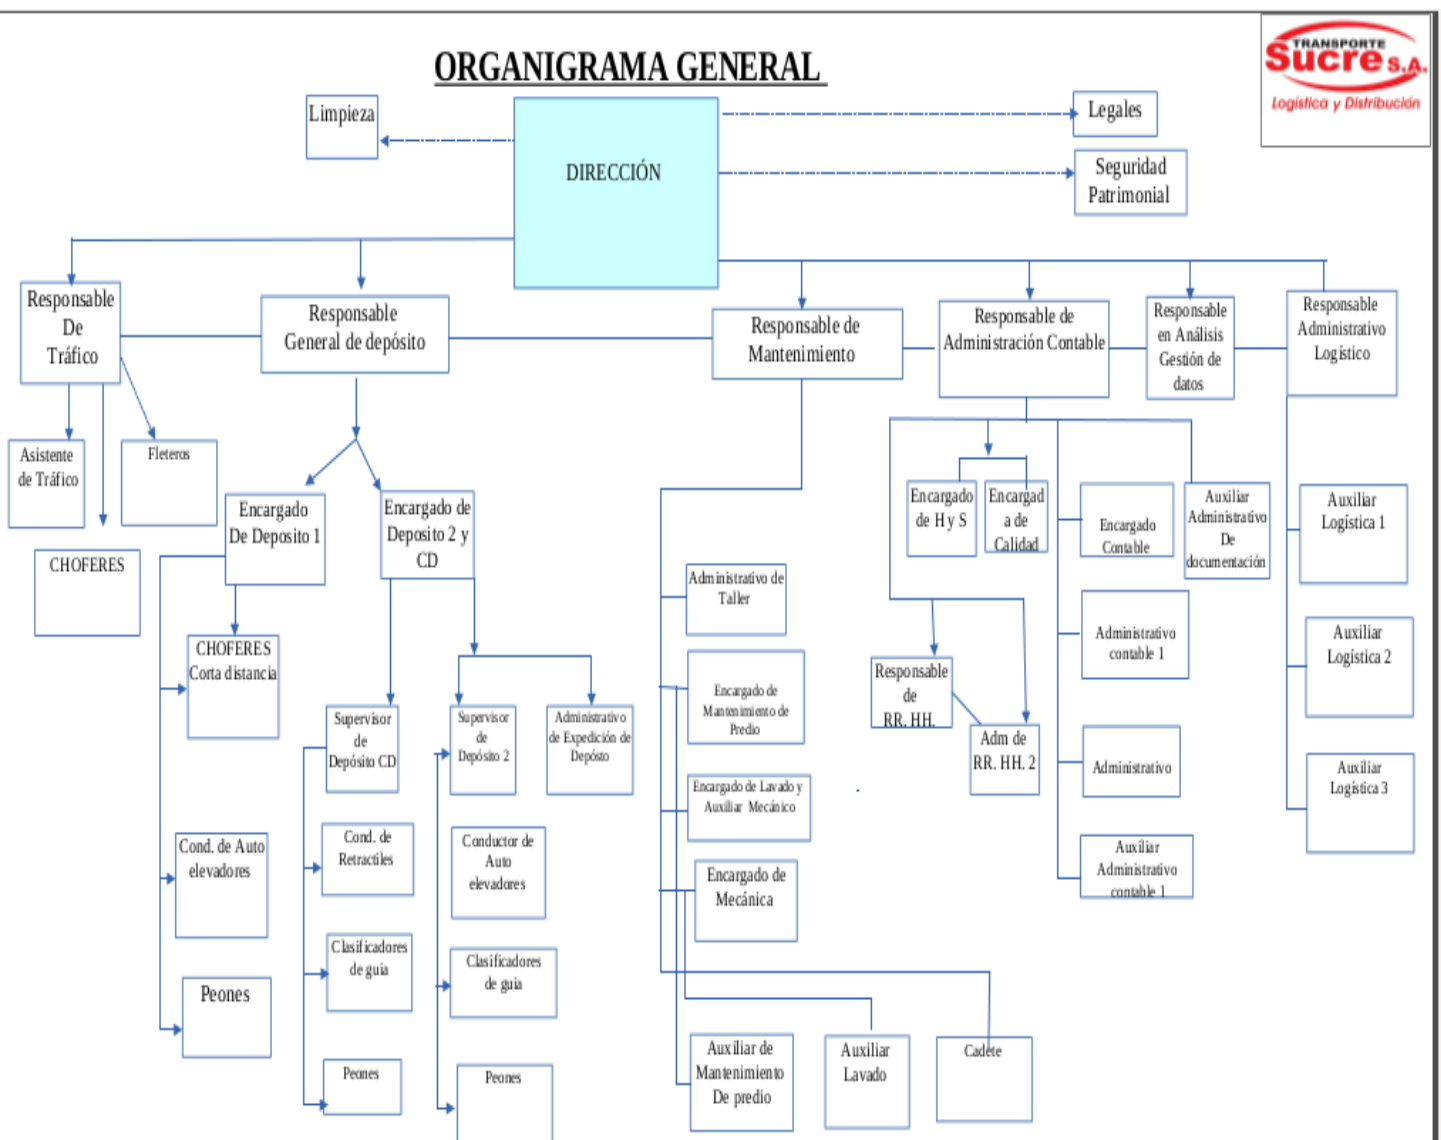 ORGANIGRAMA GENERAL
TRANSPORTE
Sucre S.A.
Logística y Distribución
Limpieza
DIRECCIÓN
Legales
Seguridad
Patrimonial
Responsable
De
Tráfico
Responsable
General de depósito
Responsable de
Mantenimiento
Responsable de
Administración Contable
Responsable
en Análisis
Gestión de
datos
Responsable
Administrativo
Logístico
Asistente
de Tráfico
Fleteros
CHOFERES
Encargado
De Deposito 1
Encargado de
Deposito 2 y
CD
Encargado
de H y S
Encargad
a de
Calidad
Encargado
Contable
Auxiliar
Administrativo
De
documentación
Auxiliar
Logística 1
CHOFERES
Corta distancia
Administrativo de
Taller
Administrativo
contable 1
Auxiliar
Logística 2
Supervisor
de
Depósito CD
Supervisor
de
Depósito 2
Administrativo
de Expedición de
Depósto
Encargado de
Mantenimiento de
Predio
Responsable
de
RR. HH.
Adm de
RR. HH. 2
Administrativo
Auxiliar
Logística 3
Encargado de Lavado y
Auxiliar Mecánico
Cond. de Auto
elevadores
Cond. de
Retractiles
Conductor de
Auto
elevadores
Encargado de
Mecánica
Auxiliar
Administrativo
contable 1
Clasificadores
de guia
Clasificadores
de guia
Peones
Peones
Peones
Auxiliar de
Mantenimiento
De predio
Auxiliar
Lavado
Cadete